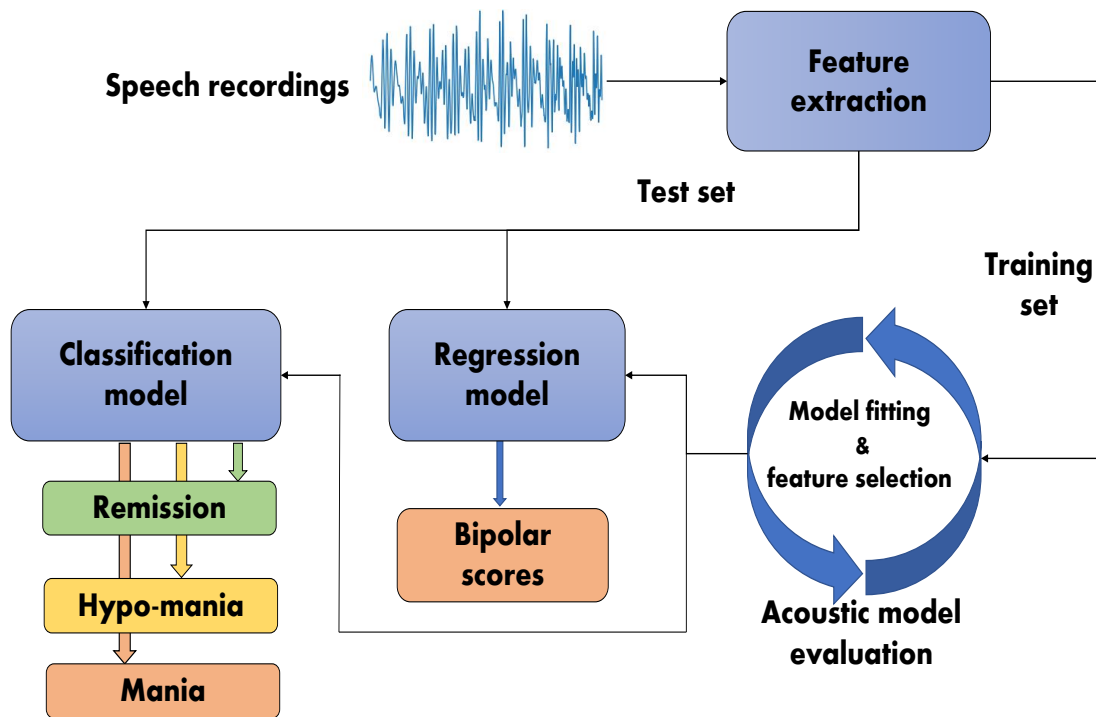 Speech recordings
Feature
extraction
Test set
Training
set
Classification
model
Regression
model
Model fitting
&
feature selection
Remission
Bipolar
scores
Hypo-mania
Acoustic model
evaluation
Mania